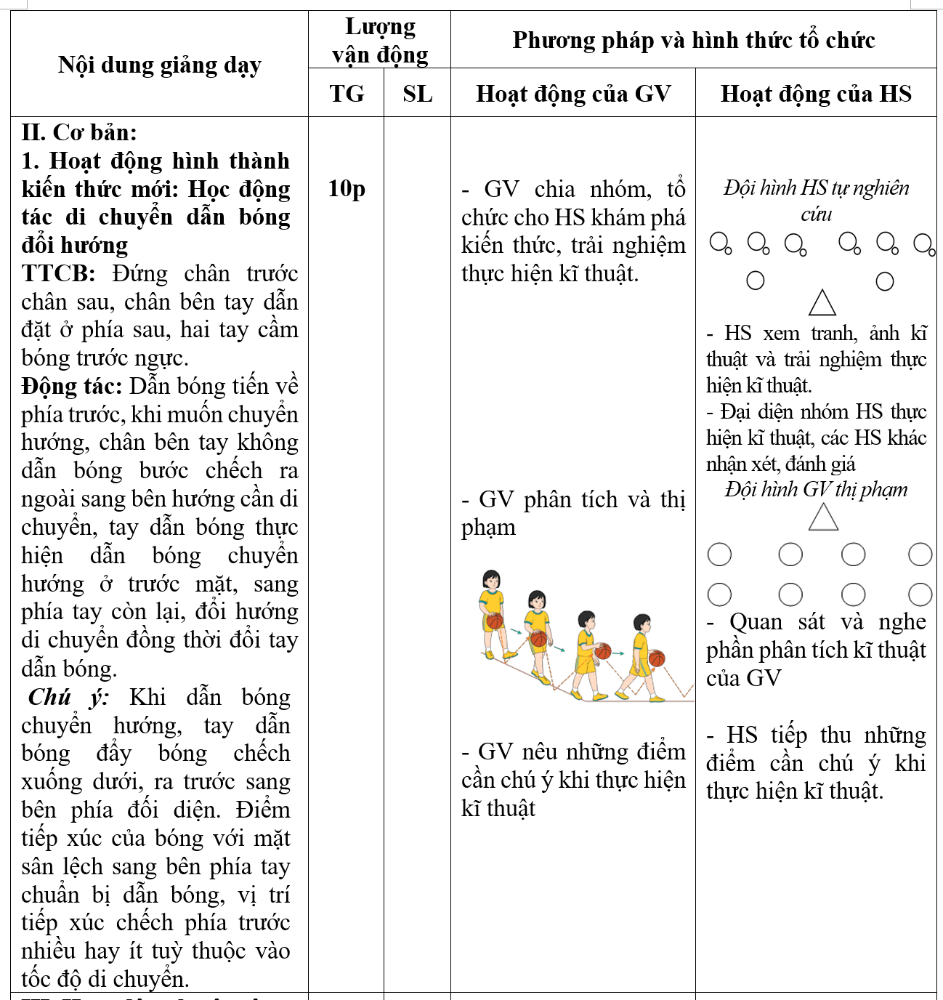 Nội dung giảng dạy
Lượng
vận động
Phương pháp và hình thức tổ chức
TG
SL
Hoạt động của GV
Hoạt động của HS
II. Cơ bản:
1. Hoạt động hình thành
kiến thức mới: Học động
tác di chuyển dẫn bóng
đổi hướng
TTCB: Đứng chân trước
chân sau, chân bên tay dẫn
đặt ở phía sau, hai tay cầm
bóng trước ngực.
Động tác: Dẫn bóng tiến về
phía trước, khi muốn chuyển
hướng, chân bên tay không
dẫn bóng bước chếch ra
ngoài sang bên hướng cần di
chuyển, tay dẫn bóng thực
hiện dẫn bóng chuyển
hướng ở trước mặt, sang
phía tay còn lại, đổi hướng
di chuyển đồng thời đổi tay
dẫn bóng.
Chú ý: Khi dẫn bóng
chuyển hướng, tay dẫn
bóng đẩy bóng chếch
xuống dưới, ra trước sang
bên phía đối diện. Điểm
tiếp xúc của bóng với mặt
sân lệch sang bên phía tay
chuẩn bị dẫn bóng, vị trí
tiếp xúc chếch phía trước
nhiều hay ít tuỳ thuộc vào
tốc độ di chuyển.
10p
- GV chia nhóm, tổ
chức cho HS khám phá
kiến thức, trải nghiệm
thực hiện kĩ thuật.
- GV phân tích và thị
phạm
- GV nêu những điểm
cần chú ý khi thực hiện
kĩ thuật
Đội hình HS tự nghiên
cứu
- HS xem tranh, ảnh kĩ
thuật và trải nghiệm thực
hiện kĩ thuật.
- Đại diện nhóm HS thực
hiện kĩ thuật, các HS khác
nhận xét, đánh giá
Đội hình GV thị phạm
- Quan sát và nghe
phần phân tích kĩ thuật
của GV
- HS tiếp thu những
điểm cần chú ý khi
thực hiện kĩ thuật.